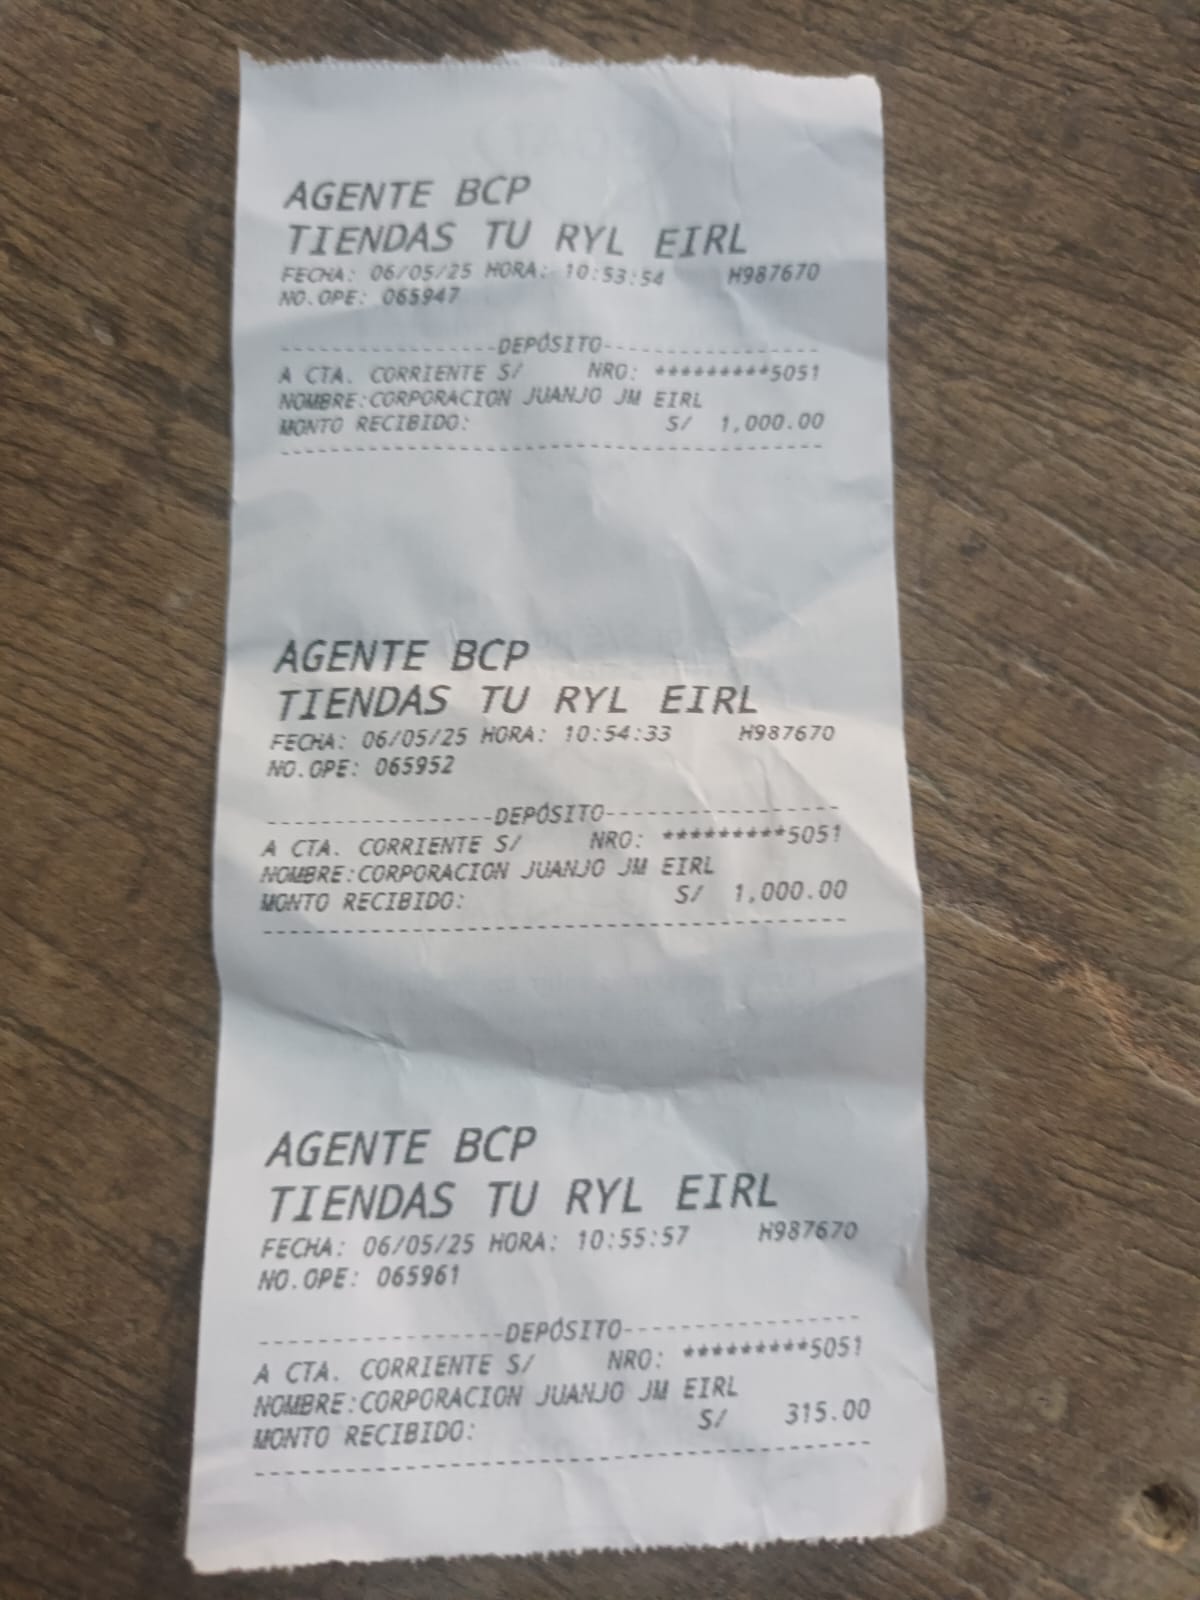 AGENTE BCP
TIENDAS TU RYL EIRL
FECHA: 06/05/25 HORA: 10:53:54 H987670
NO.OPE: 065947
-----------------DEPÓSITO-----------------
A CTA. CORRIENTE S/ NRO: *********5051
NOMBRE:CORPORACION JUANJO JM EIRL
MONTO RECIBIDO: S/ 1,000.00
------------------------------------------
AGENTE BCP
TIENDAS TU RYL EIRL
FECHA: 06/05/25 HORA: 10:54:33 H987670
NO.OPE: 065952
-----------------DEPÓSITO-----------------
A CTA. CORRIENTE S/ NRO: *********5051
NOMBRE:CORPORACION JUANJO JM EIRL
MONTO RECIBIDO: S/ 1,000.00
------------------------------------------
AGENTE BCP
TIENDAS TU RYL EIRL
FECHA: 06/05/25 HORA: 10:55:57 H987670
NO.OPE: 065961
-----------------DEPÓSITO-----------------
A CTA. CORRIENTE S/ NRO: *********5051
NOMBRE:CORPORACION JUANJO JM EIRL
MONTO RECIBIDO: S/ 315.00
------------------------------------------